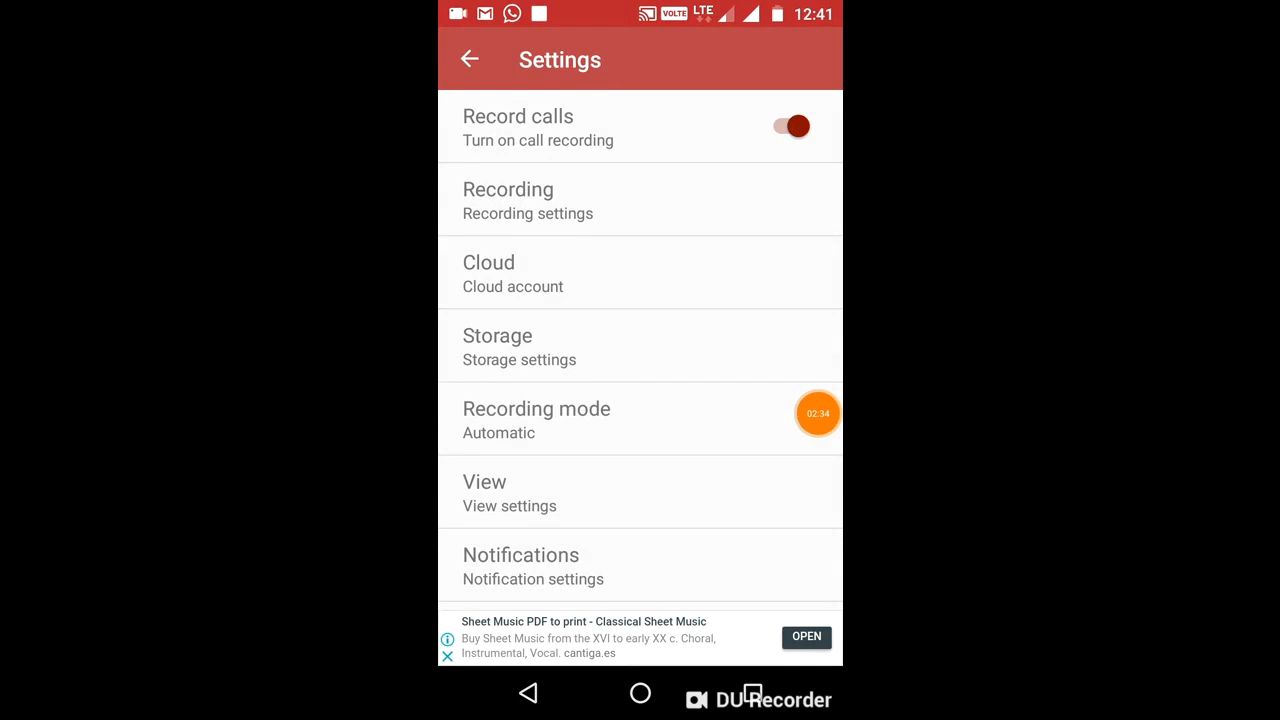 VOLTE LTE 12:41
Settings
Record calls
Turn on call recording
Recording
Recording settings
Cloud
Cloud account
Storage
Storage settings
Recording mode
Automatic
02:34
View
View settings
Notifications
Notification settings
Sheet Music PDF to print - Classical Sheet Music
Buy Sheet Music from the XVI to early XX c. Choral,
Instrumental, Vocal. cantiga.es
OPEN
DU Recorder